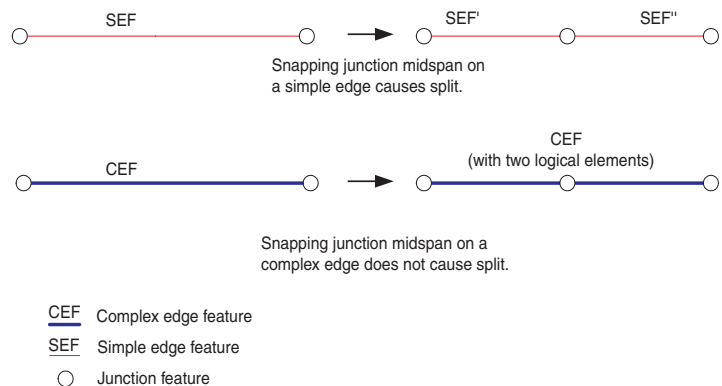 SEF
SEF' SEF"
Snapping junction midspan on
a simple edge causes split.
CEF
CEF
(with two logical elements)
Snapping junction midspan on a
complex edge does not cause split.
CEF Complex edge feature
SEF Simple edge feature
Junction feature